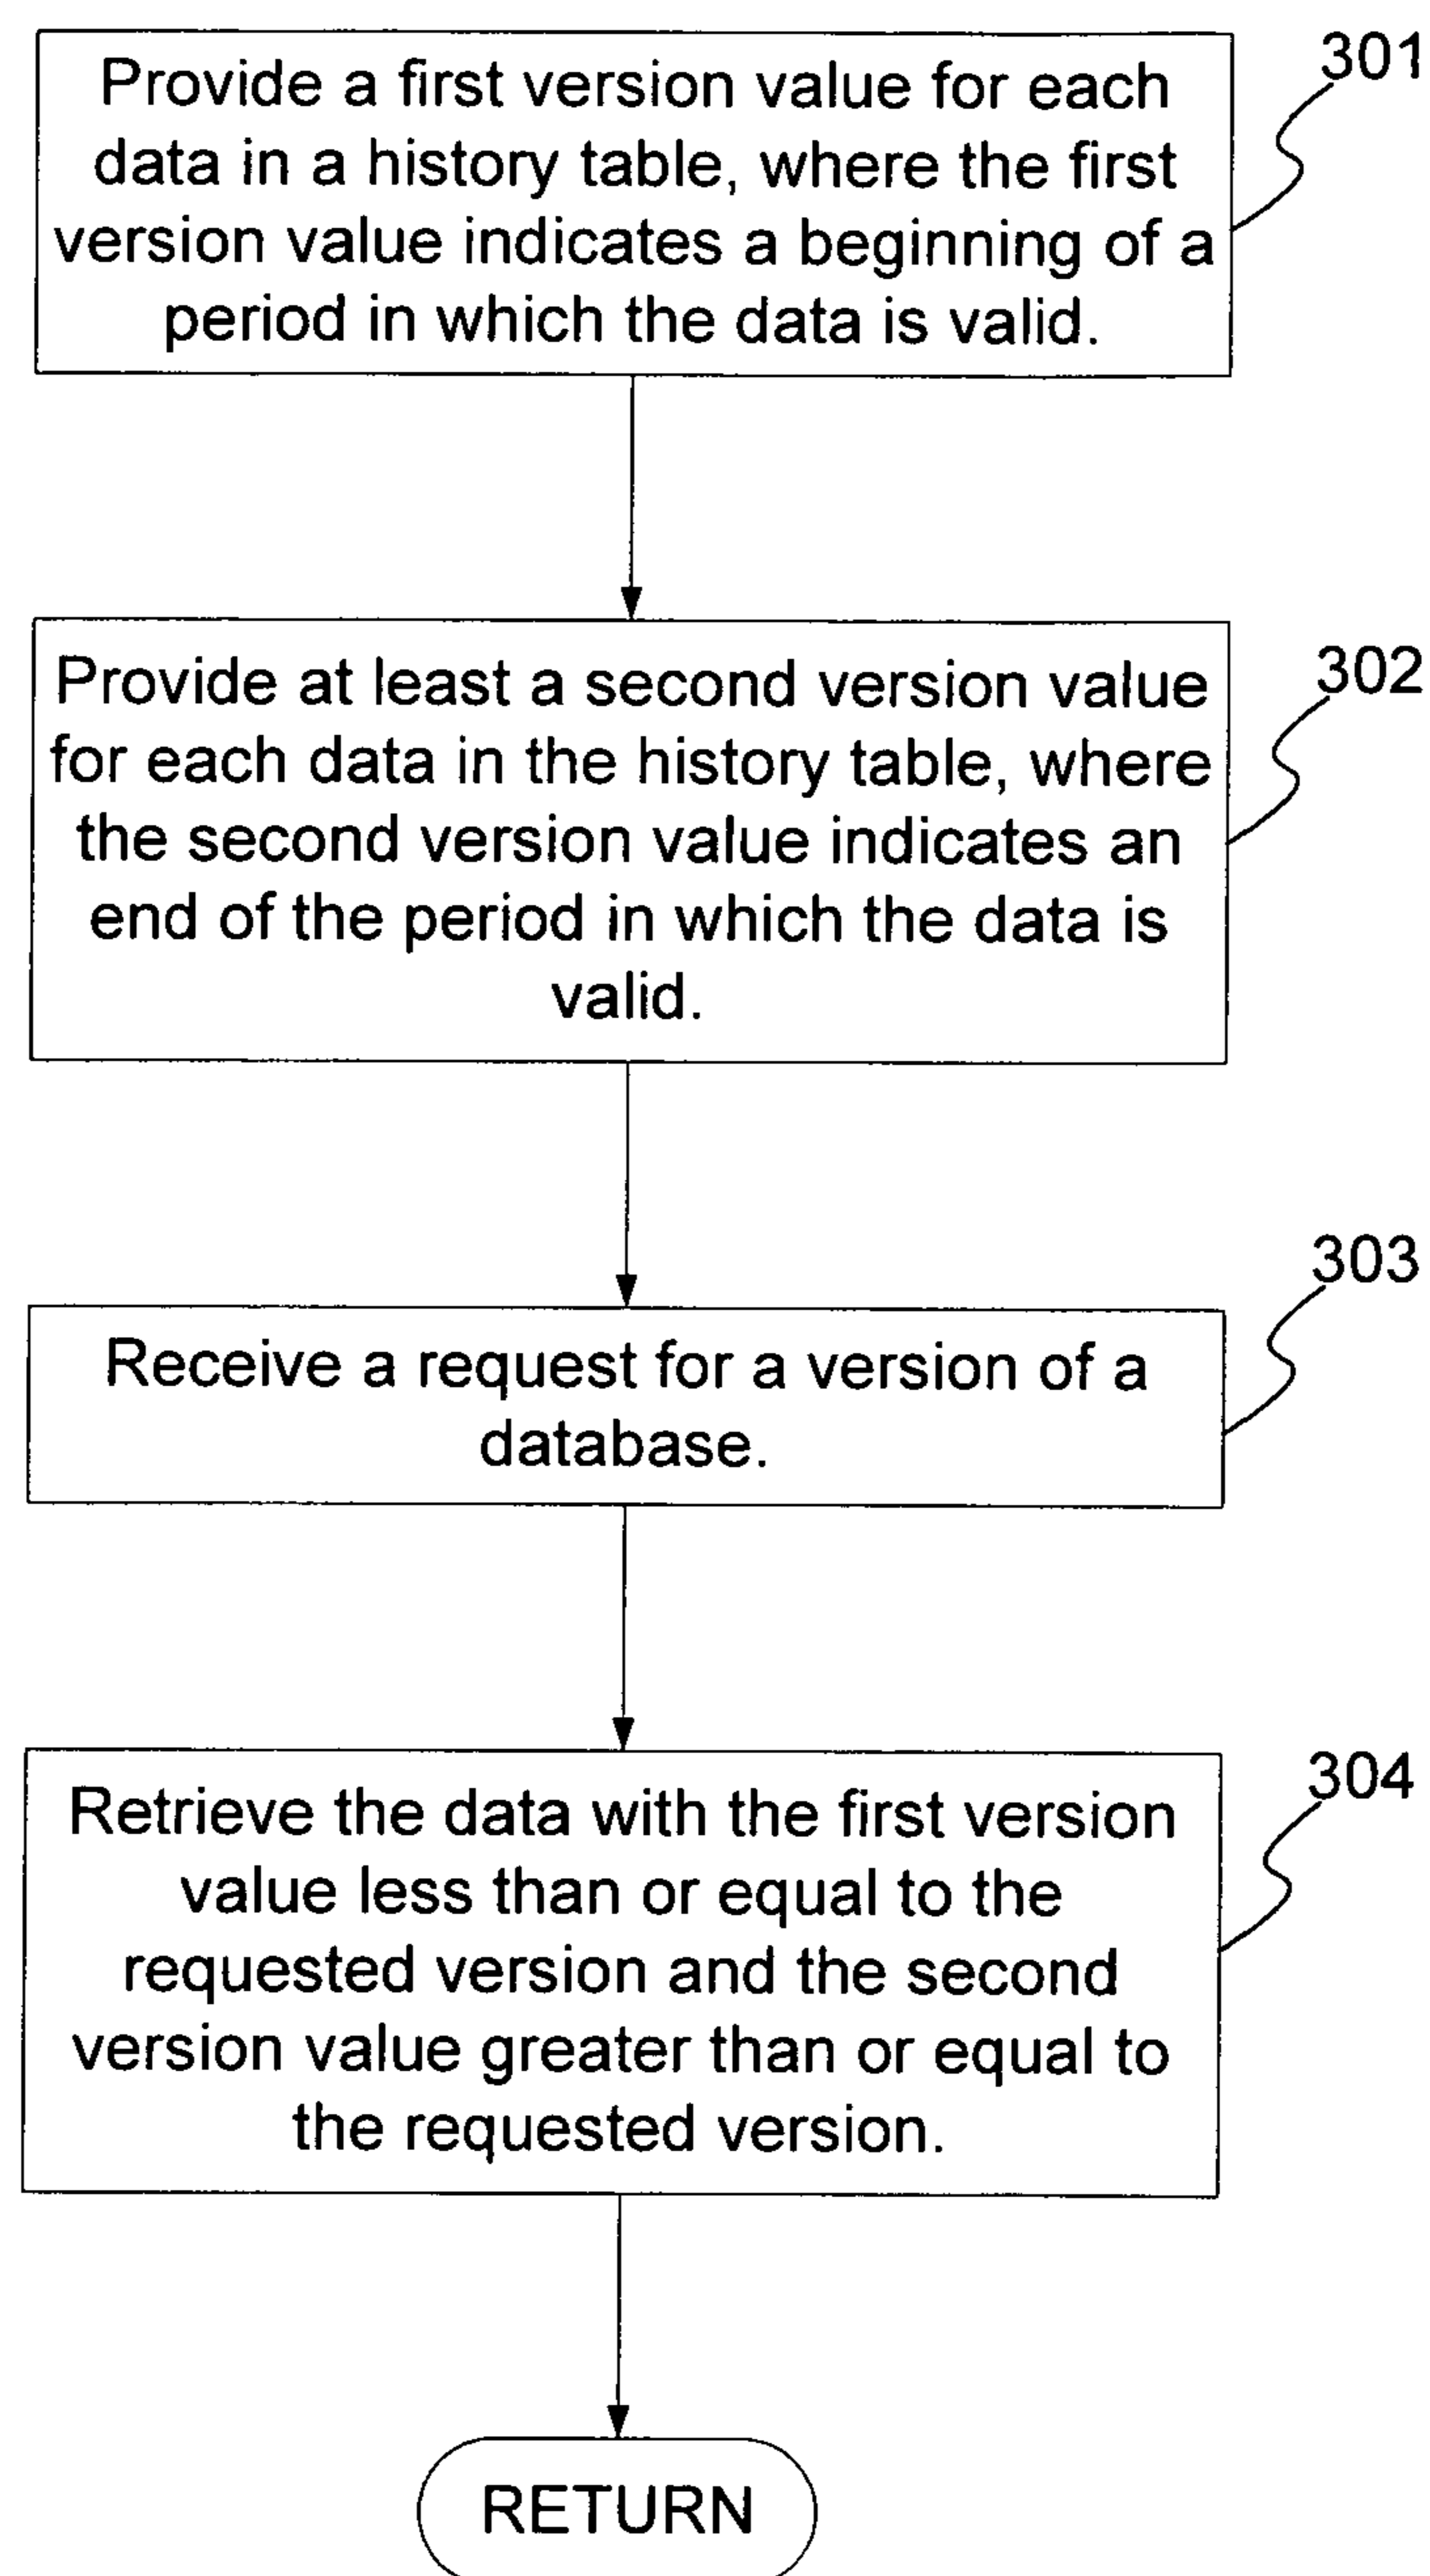 301
Provide a first version value for each
data in a history table, where the first
version value indicates a beginning of a
period in which the data is valid.
302
Provide at least a second version value
for each data in the history table, where
the second version value indicates an
end of the period in which the data is
valid.
303
Receive a request for a version of a
database.
304
Retrieve the data with the first version
value less than or equal to the
requested version and the second
version value greater than or equal to
the requested version.
RETURN